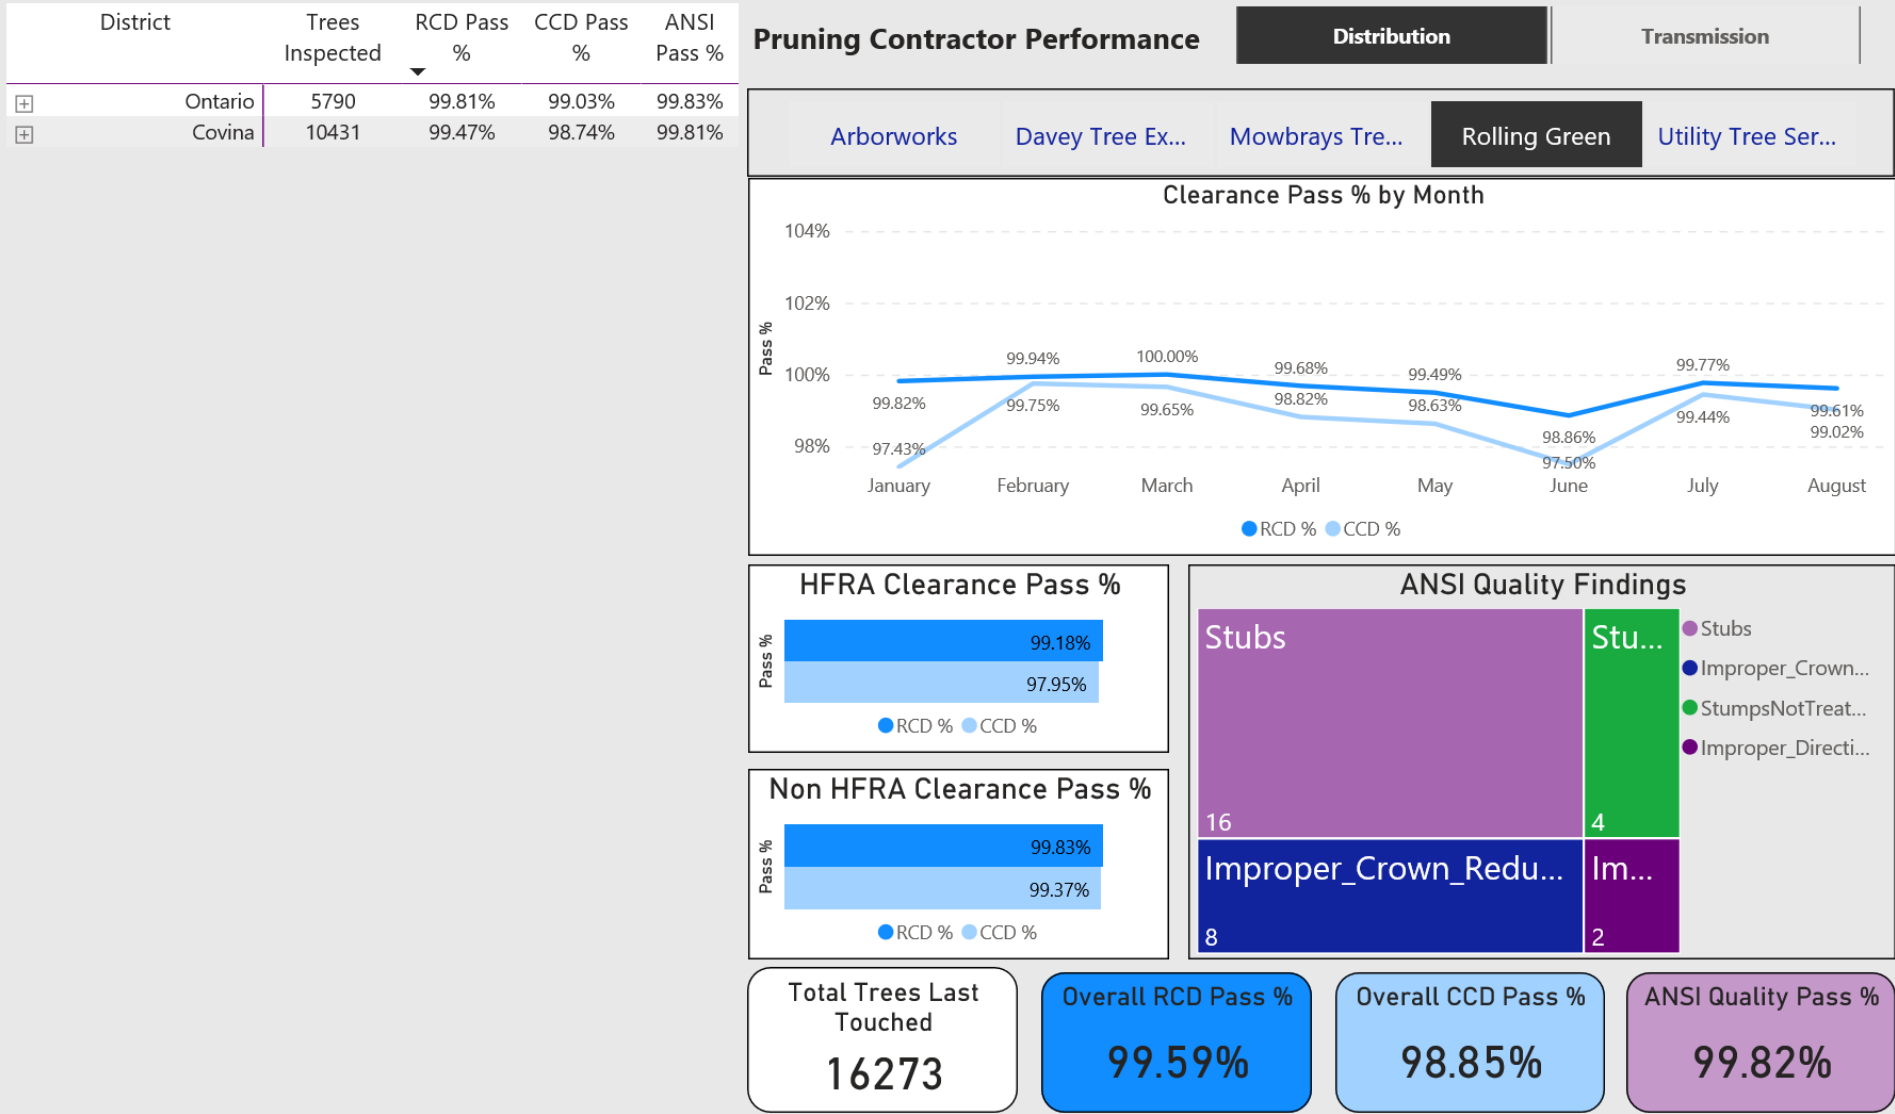 District
Trees Inspected
RCD Pass %
CCD Pass %
ANSI Pass %
Ontario 5790 99.81% 99.03% 99.83%
Covina 10431 99.47% 98.74% 99.81%
Pruning Contractor Performance
Distribution
Transmission
Arborworks
Davey Tree Ex...
Mowbrays Tre...
Rolling Green
Utility Tree Ser...
Clearance Pass % by Month
Pass %
104%
102%
100%
98%
99.82%
99.94%
100.00%
99.68%
99.49%
98.86%
99.77%
99.61%
97.43%
99.75%
99.65%
98.82%
98.63%
97.50%
99.44%
99.02%
January February March April May June July August
RCD % CCD %
HFRA Clearance Pass %
Pass %
99.18%
97.95%
RCD % CCD %
Non HFRA Clearance Pass %
Pass %
99.83%
99.37%
RCD % CCD %
ANSI Quality Findings
Stubs
16
Stu...
4
Improper_Crown_Redu...
8
Im...
2
Stubs
Improper_Crown...
StumpsNotTreat...
Improper_Directi...
Total Trees Last
Touched
16273
Overall RCD Pass %
99.59%
Overall CCD Pass %
98.85%
ANSI Quality Pass %
99.82%